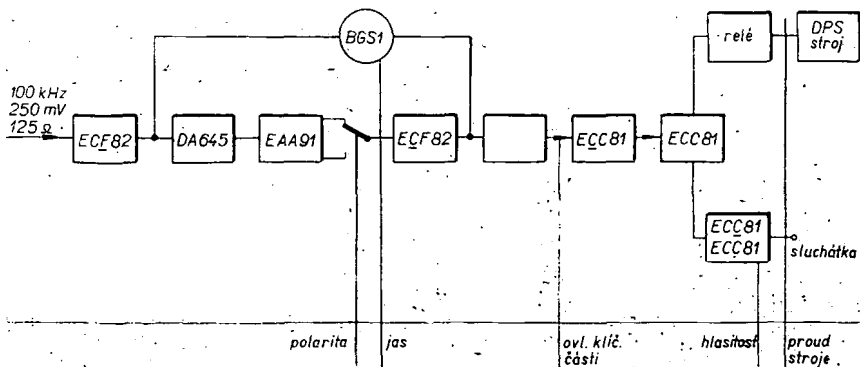 BGS1
relé
DPS
stroj
100 kHz
250 mV
125 Ω
ECF82
DA645
EAA91
ECF82
ECC81
ECC81
ECC81
ECC81
sluchátka
polarita
jas
ovl. klíč.
části
hlasitost
proud
stroje